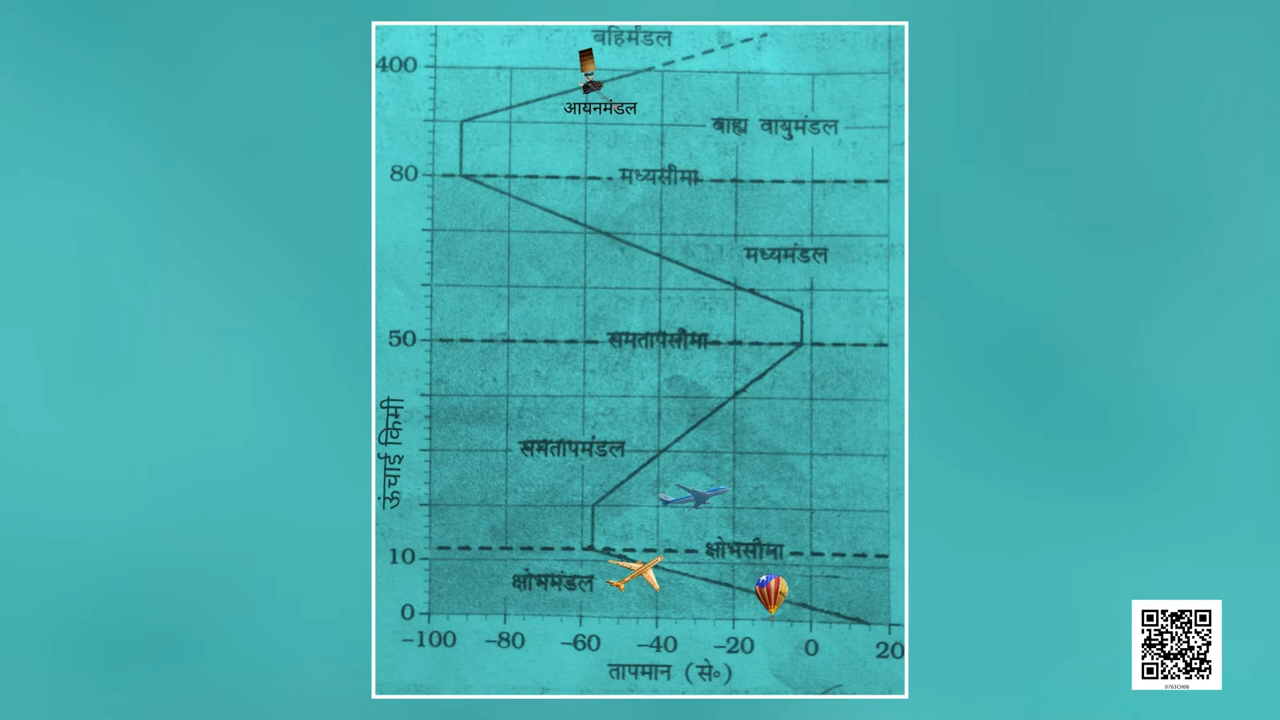 बहिर्मंडल
400
आयनमंडल
बाह्य वायुमंडल
80
मध्यसीमा
मध्यमंडल
50
समतापसीमा
ऊंचाई किमी
समतापमंडल
क्षोभसीमा
10
क्षोभमंडल
0
-100 -80 -60 -40 -20 0 20
तापमान (से॰)
0763CH06